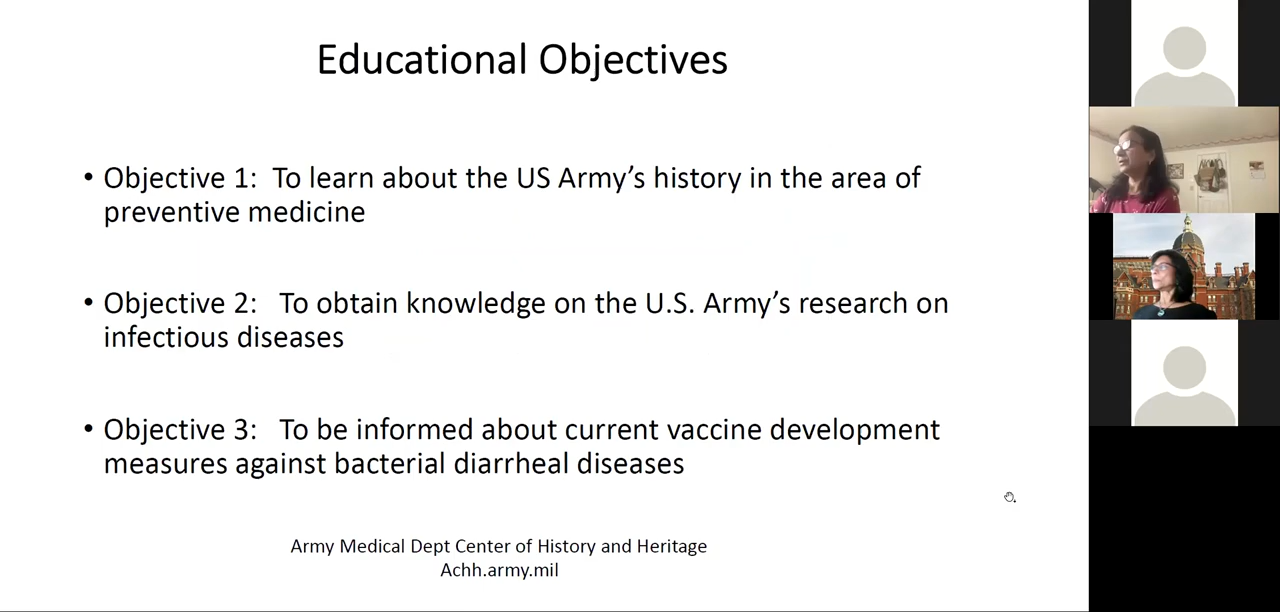 Educational Objectives
• Objective 1:  To learn about the US Army’s history in the area of
preventive medicine
• Objective 2:   To obtain knowledge on the U.S. Army’s research on
infectious diseases
• Objective 3:   To be informed about current vaccine development
measures against bacterial diarrheal diseases
Army Medical Dept Center of History and Heritage
Achh.army.mil